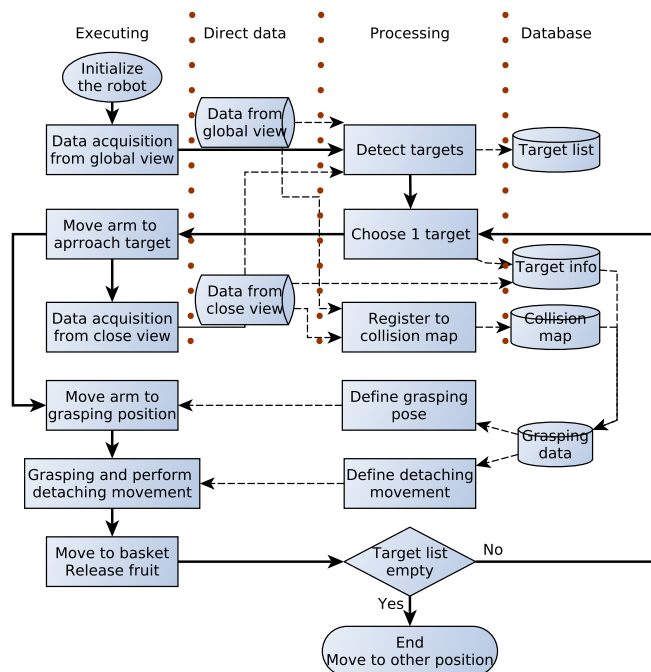 Executing
Direct data
Processing
Database
Initialize
the robot
Data from
global view
Data acquisition
from global view
Detect targets
Target list
Move arm to
aprroach target
Choose 1 target
Target info
Data from
close view
Data acquisition
from close view
Register to
collision map
Collision
map
Move arm to
grasping position
Define grasping
pose
Grasping
data
Grasping and perform
detaching movement
Define detaching
movement
Move to basket
Release fruit
Target list
empty
No
Yes
End
Move to other position